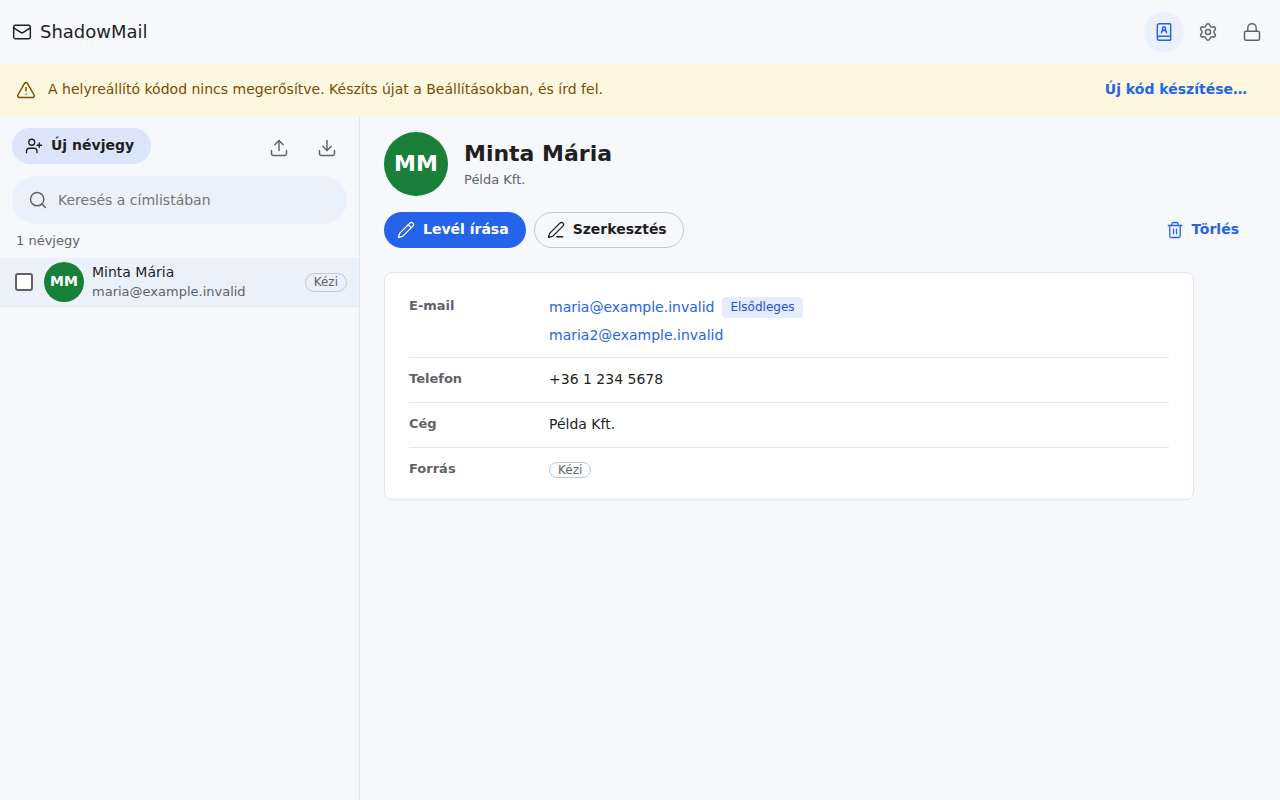 ShadowMail
A helyreállító kódod nincs megerősítve. Készíts újat a Beállításokban, és írd fel.
Új kód készítése…
Új névjegy
Keresés a címlistában
1 névjegy
MM
Minta Mária
maria@example.invalid
Kézi
MM
Minta Mária
Példa Kft.
Levél írása
Szerkesztés
Törlés
E-mail
maria@example.invalid Elsődleges
maria2@example.invalid
Telefon
+36 1 234 5678
Cég
Példa Kft.
Forrás
Kézi